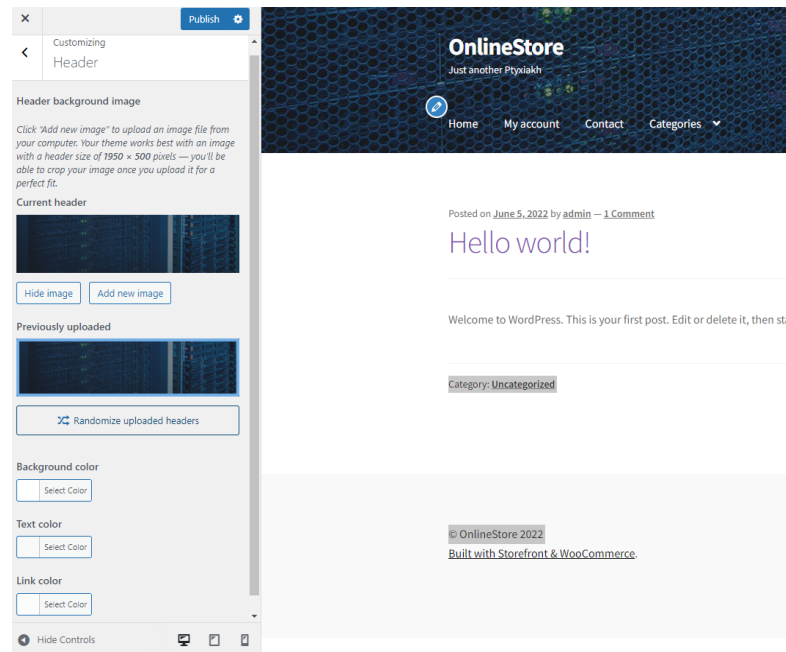 Publish
Customizing
Header
Header background image
Click "Add new image" to upload an image file from
your computer. Your theme works best with an image
with a header size of 1950 × 500 pixels — you'll be
able to crop your image once you upload it for a
perfect fit.
Current header
Hide image Add new image
Previously uploaded
Randomize uploaded headers
Background color
Select Color
Text color
Select Color
Link color
Select Color
Hide Controls
OnlineStore
Just another Ptyxiakh
Home My account Contact Categories
Posted on June 5, 2022 by admin — 1 Comment
Hello world!
Welcome to WordPress. This is your first post. Edit or delete it, then
Category: Uncategorized
© OnlineStore 2022
Built with Storefront & WooCommerce.